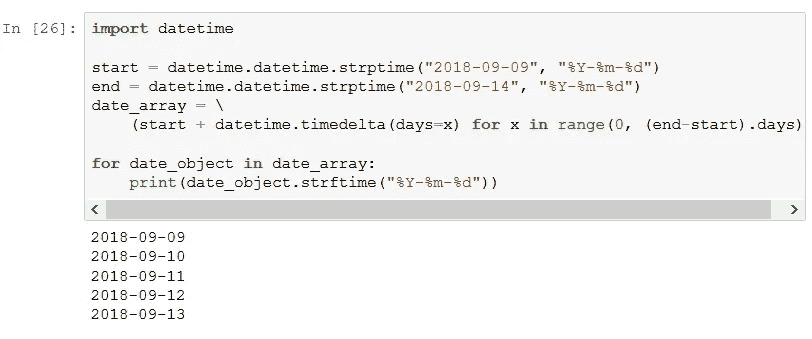 In [26]: import datetime
start = datetime.datetime.strptime("2018-09-09", "%Y-%m-%d")
end = datetime.datetime.strptime("2018-09-14", "%Y-%m-%d")
date_array = \
    (start + datetime.timedelta(days=x) for x in range(0, (end-start).days)
for date_object in date_array:
    print(date_object.strftime("%Y-%m-%d"))
2018-09-09
2018-09-10
2018-09-11
2018-09-12
2018-09-13